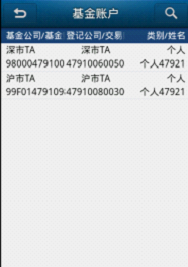 基金账户
基金公司/基金 登记公司/交易 类别/姓名
深市TA 深市TA 个人
98000479100 47910060050 个人47921
沪市TA 沪市TA 个人
99F01479109 47910080030 个人47921